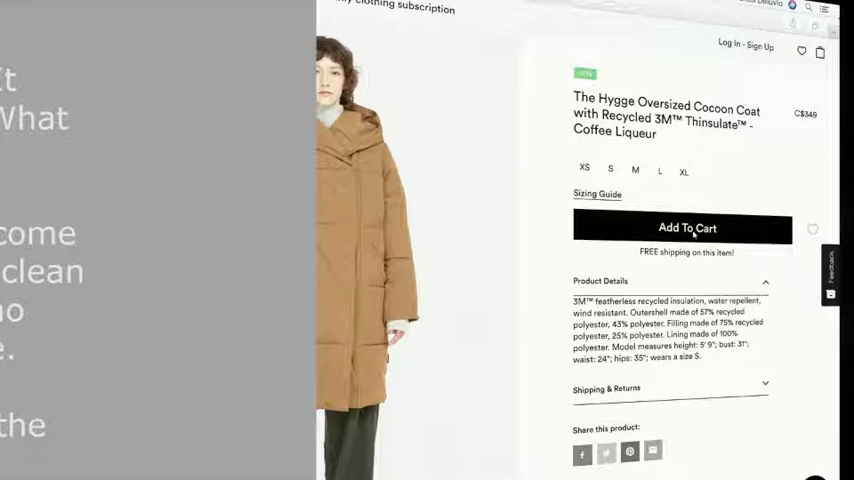 It
What
come
clean
no
e.
the
clothing subscription
Log In - Sign Up
The Hygge Oversized Cocoon Coat
with Recycled 3M™ Thinsulate™ -
Coffee Liqueur
C$349
XS S M L XL
Sizing Guide
Add To Cart
FREE shipping on this item!
Feedback
Product Details
3M™ featherless recycled insulation, water repellent,
wind resistant. Outershell made of 57% recycled
polyester, 43% polyester. Filling made of 75% recycled
polyester, 25% polyester. Lining made of 100%
polyester. Model measures height: 5' 9"; bust: 31";
waist: 24"; hips: 35"; wears a size S.
Shipping & Returns
Share this product: